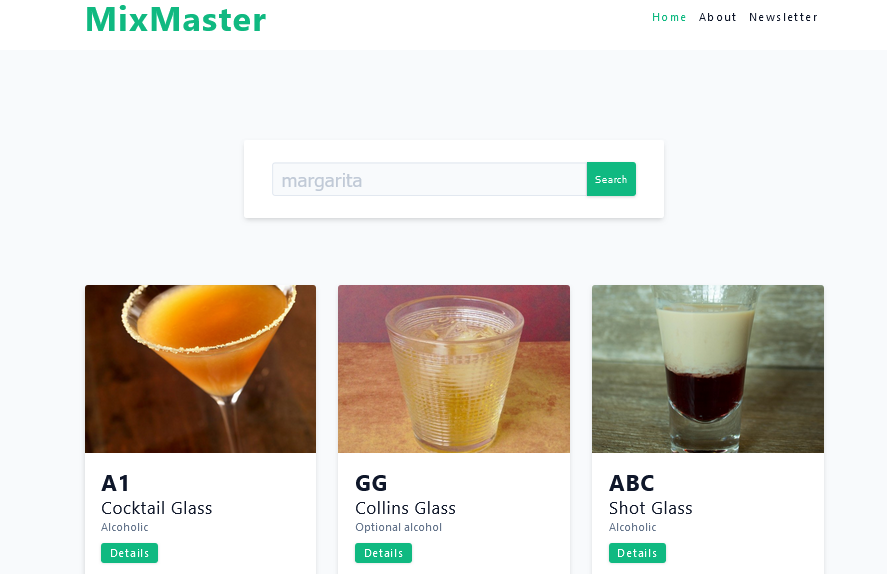 MixMaster
Home About Newsletter
margarita Search
A1
Cocktail Glass
Alcoholic
Details
GG
Collins Glass
Optional alcohol
Details
ABC
Shot Glass
Alcoholic
Details